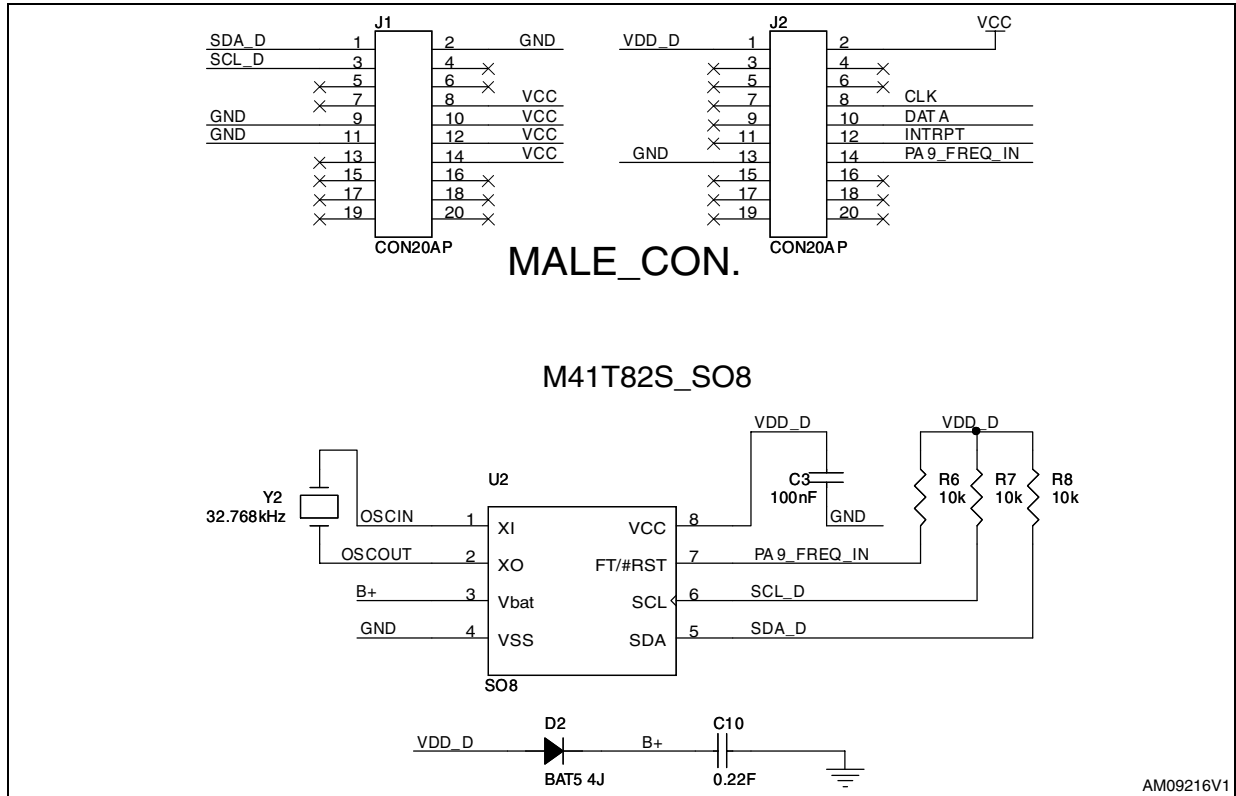 J1 J2 VCC
SDA_D 1 2 GND VDD_D 1 2
SCL_D 3 4 3 4
5 6 5 6
7 8 VCC 7 8 CLK
GND 9 10 VCC 9 10 DATA
GND 11 12 VCC 11 12 INTRPT
13 14 VCC GND 13 14 PA9_FREQ_IN
15 16 15 16
17 18 17 18
19 20 19 20
CON20AP CON20AP
MALE_CON.
M41T82S_SO8
VDD_D VDD_D
U2 C3 R6 R7 R8
Y2 100nF 10k 10k 10k
32.768kHz OSCIN 1 XI VCC 8 GND
OSCOUT 2 XO FT/#RST 7 PA9_FREQ_IN
B+ 3 Vbat SCL 6 SCL_D
GND 4 VSS SDA 5 SDA_D
SO8
D2 C10
VDD_D B+
BAT5 4J 0.22F
AM09216V1